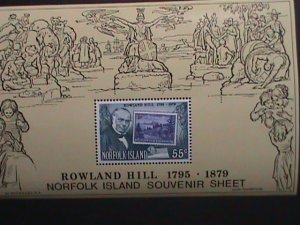 ROWLAND HILL 1795 - 1879
NORFOLK ISLAND 55c
ROWLAND HILL 1795 - 1879
NORFOLK ISLAND SOUVENIR SHEET